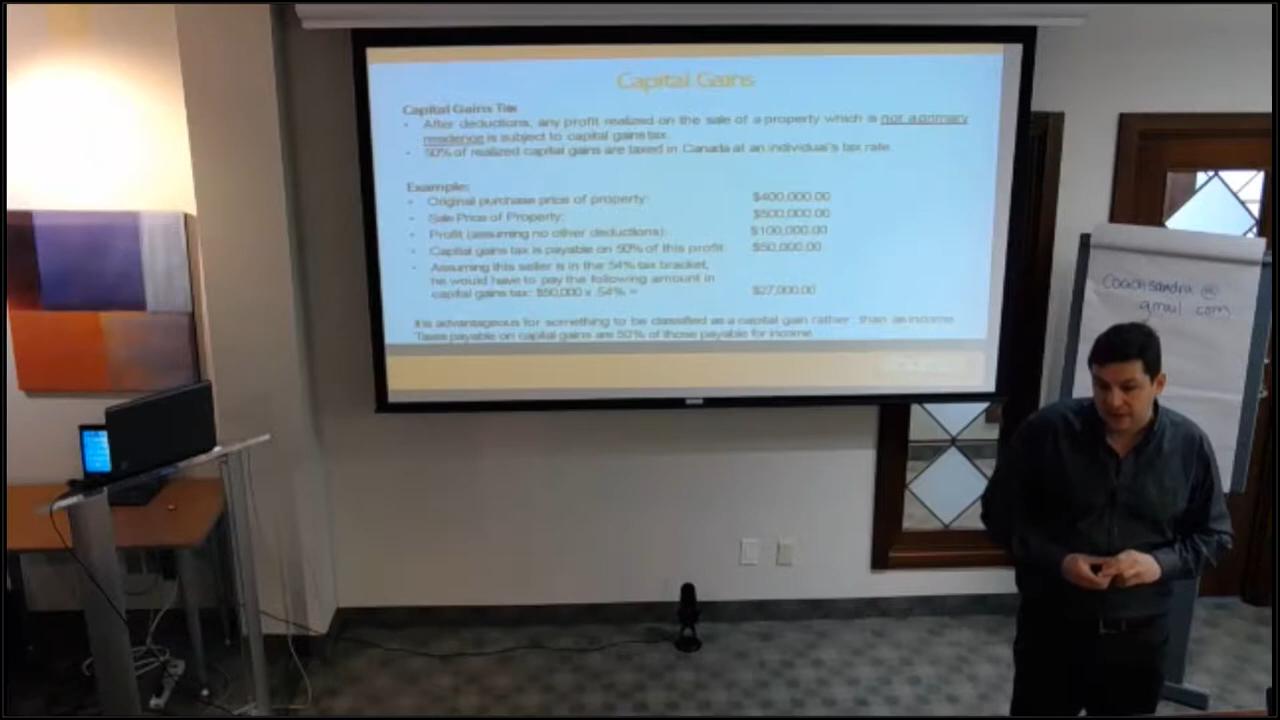 Capital Gains
Capital Gains Tax
• After deductions, any profit realized on the sale of a property which is not a primary
residence is subject to capital gains tax.
• 50% of realized capital gains are taxed in Canada at an individual's tax rate.
Example:
• Original purchase price of property: $400,000.00
• Sale Price of Property: $500,000.00
• Profit (assuming no other deductions): $100,000.00
• Capital gains tax is payable on 50% of this profit $50,000.00
• Assuming this seller is in the 54% tax bracket,
he would have to pay the following amount in
capital gains tax: $50,000 x .54% = $27,000.00
It is advantageous for something to be classified as a capital gain rather than as income.
Taxes payable on capital gains are 50% of those payable for income
Coachsandra @
gmail com